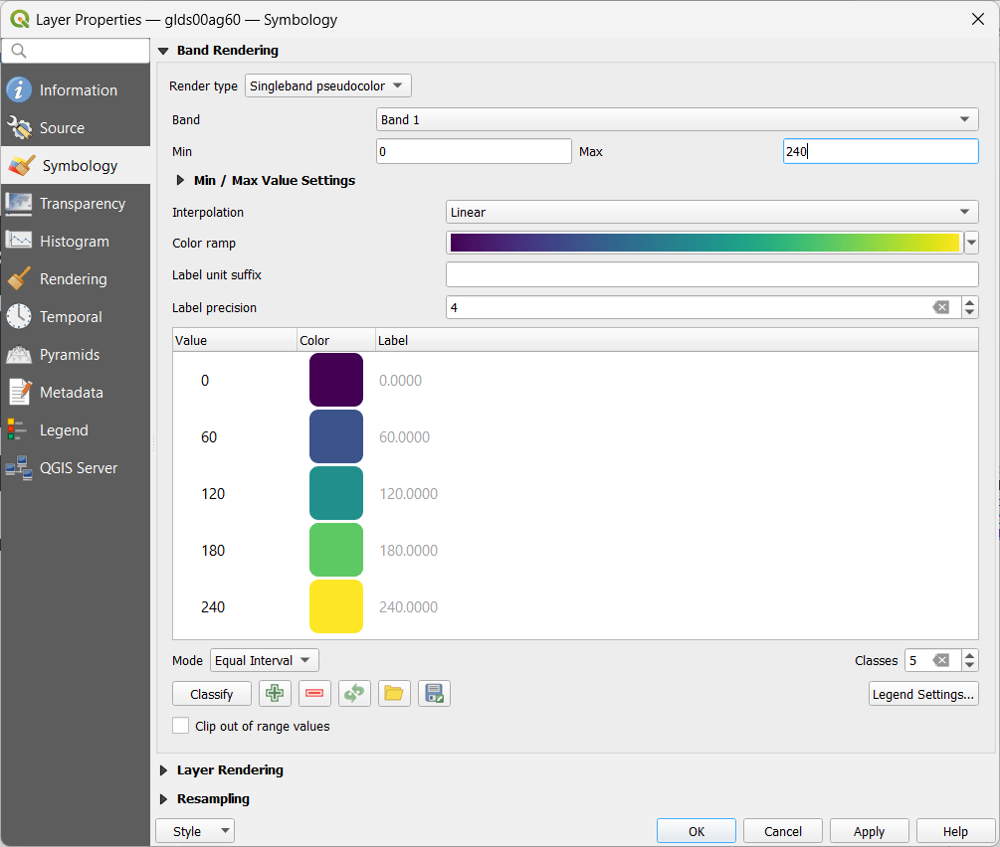 Layer Properties — glds00ag60 — Symbology
Band Rendering
Information
Source
Symbology
Transparency
Histogram
Rendering
Temporal
Pyramids
Metadata
Legend
QGIS Server
Render type Singleband pseudocolor
Band Band 1
Min 0 Max 240
Min / Max Value Settings
Interpolation Linear
Color ramp
Label unit suffix
Label precision 4
Value Color Label
0 0.0000
60 60.0000
120 120.0000
180 180.0000
240 240.0000
Mode Equal Interval Classes 5
Classify Legend Settings...
Clip out of range values
Layer Rendering
Resampling
Style OK Cancel Apply Help